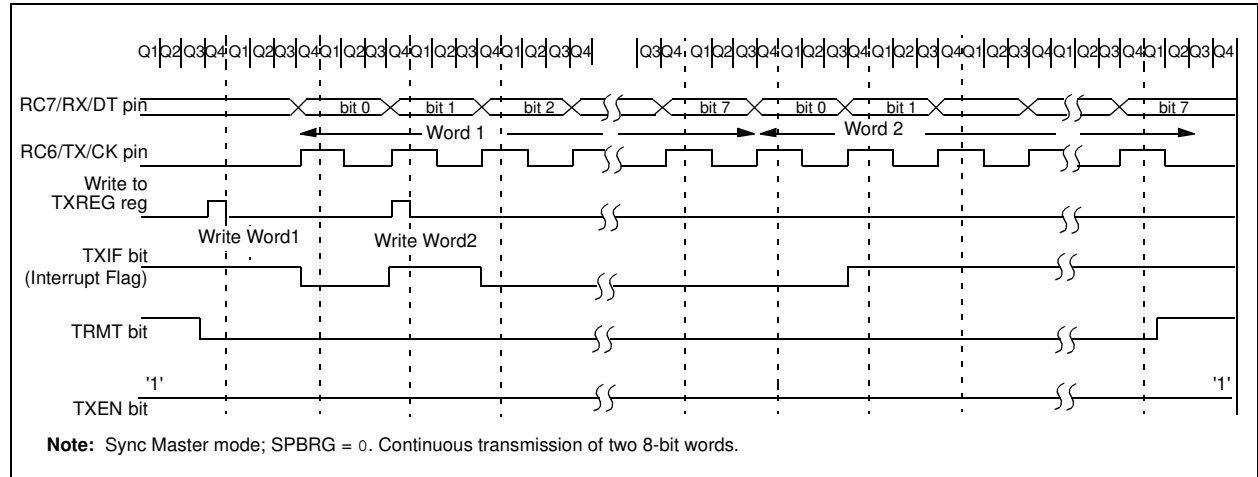 Q1 Q2 Q3 Q4 Q1 Q2 Q3 Q4 Q1 Q2 Q3 Q4 Q1 Q2 Q3 Q4 Q1 Q2 Q3 Q4 Q3 Q4 Q1 Q2 Q3 Q4 Q1 Q2 Q3 Q4 Q1 Q2 Q3 Q4 Q1 Q2 Q3 Q4 Q1 Q2 Q3 Q4 Q1 Q2 Q3 Q4
RC7/RX/DT pin bit 0 bit 1 bit 2 bit 7 bit 0 bit 1 bit 7
Word 1 Word 2
RC6/TX/CK pin
Write to
TXREG reg
Write Word1 Write Word2
TXIF bit
(Interrupt Flag)
TRMT bit
'1' '1'
TXEN bit
Note: Sync Master mode; SPBRG = 0. Continuous transmission of two 8-bit words.